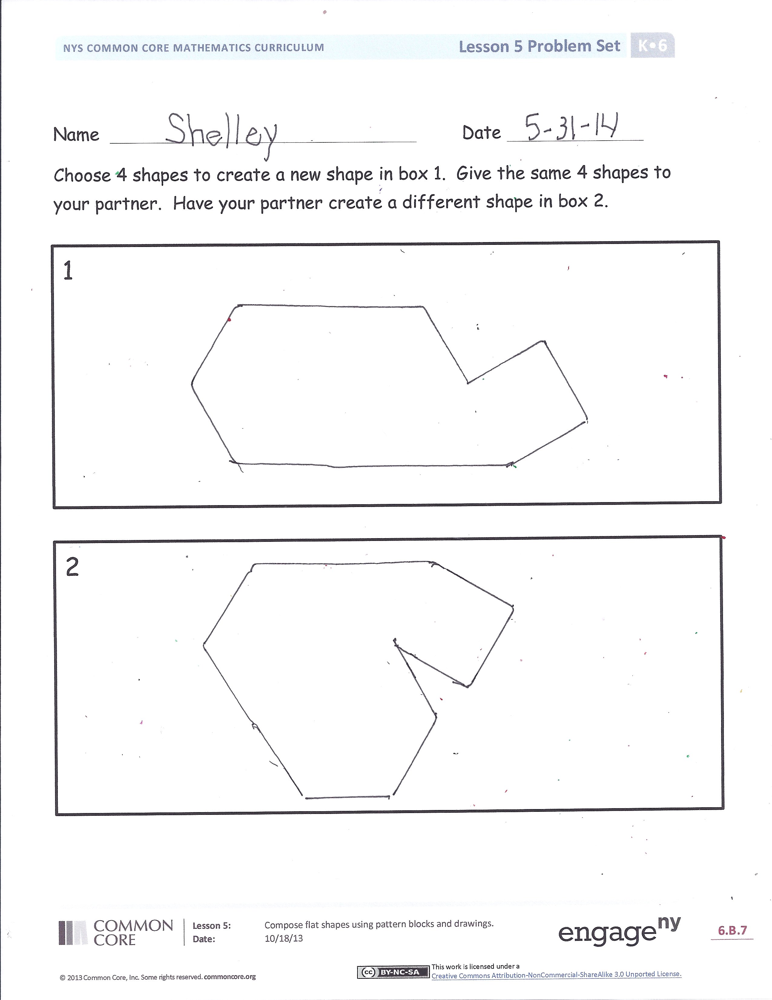 NYS COMMON CORE MATHEMATICS CURRICULUM
Lesson 5 Problem Set K•6
Name Shelley Date 5-31-14
Choose 4 shapes to create a new shape in box 1. Give the same 4 shapes to
your partner. Have your partner create a different shape in box 2.
1
2
COMMON
CORE
Lesson 5: Compose flat shapes using pattern blocks and drawings.
Date: 10/18/13
engageny
6.B.7
© 2013 Common Core, Inc. Some rights reserved. commoncore.org
(cc) BY-NC-SA
This work is licensed under a
Creative Commons Attribution-NonCommercial-ShareAlike 3.0 Unported License.